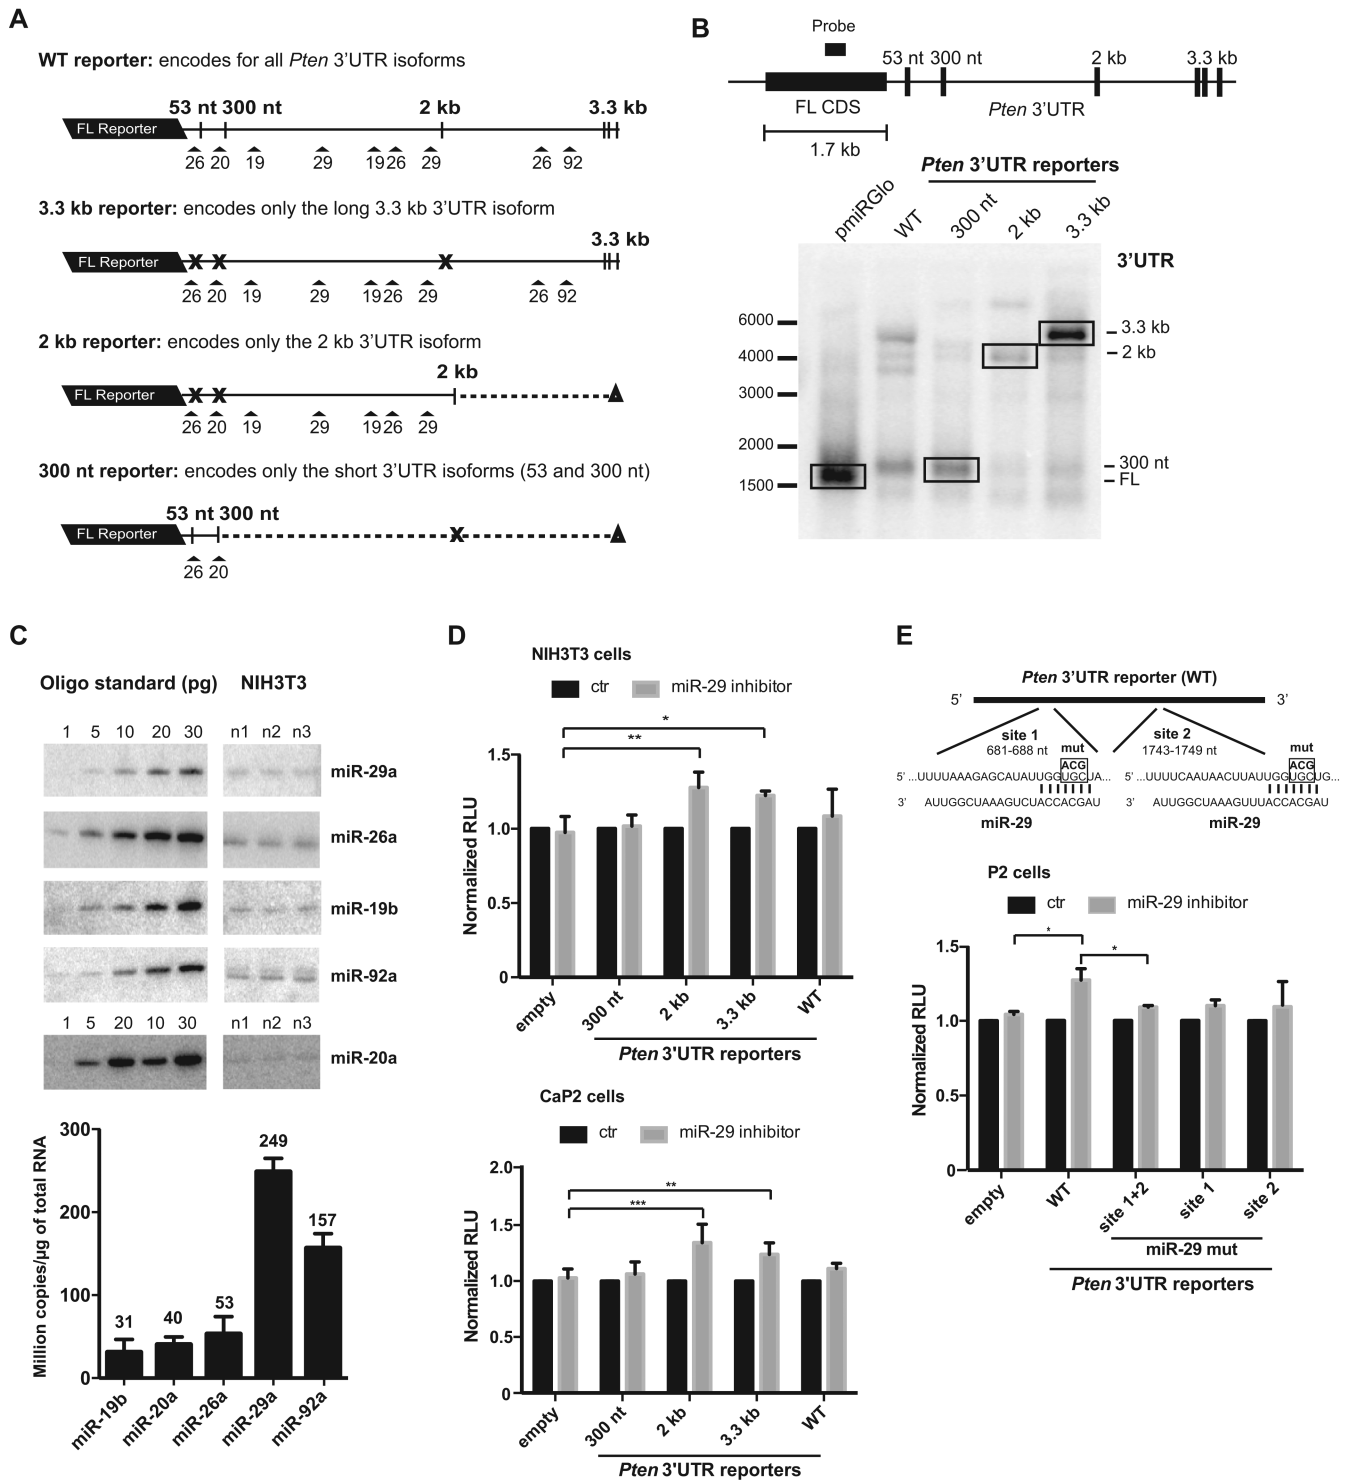 A
WT reporter: encodes for all Pten 3'UTR isoforms
53 nt 300 nt 2 kb 3.3 kb
FL Reporter
26 20 19 29 19 26 29 26 92
3.3 kb reporter: encodes only the long 3.3 kb 3'UTR isoform
3.3 kb
FL Reporter X X X
26 20 19 29 19 26 29 26 92
2 kb reporter: encodes only the 2 kb 3'UTR isoform
2 kb
FL Reporter X X
26 20 19 29 19 26 29
300 nt reporter: encodes only the short 3'UTR isoforms (53 and 300 nt)
53 nt 300 nt
FL Reporter X
26 20
B
Probe
53 nt 300 nt 2 kb 3.3 kb
FL CDS Pten 3'UTR
1.7 kb
Pten 3'UTR reporters
pmiRGlo WT 300 nt 2 kb 3.3 kb
3'UTR
6000
4000
3000
2000
1500
3.3 kb
2 kb
300 nt
FL
C
Oligo standard (pg) NIH3T3
1 5 10 20 30 n1 n2 n3
miR-29a
miR-26a
miR-19b
miR-92a
1 5 20 10 30 n1 n2 n3
miR-20a
Million copies/µg of total RNA
300
200
100
0
31 40 53 249 157
miR-19b miR-20a miR-26a miR-29a miR-92a
D
NIH3T3 cells
ctr miR-29 inhibitor
*
**
Normalized RLU
1.5
1.0
0.5
0
empty 300 nt 2 kb 3.3 kb WT
Pten 3'UTR reporters
CaP2 cells
ctr miR-29 inhibitor
**
***
Normalized RLU
2.0
1.5
1.0
0.5
0
empty 300 nt 2 kb 3.3 kb WT
Pten 3'UTR reporters
E
Pten 3'UTR reporter (WT)
5' 3'
site 1 site 2
681-688 nt mut 1743-1749 nt mut
ACG ACG
5' ...UUUUAAAGAGCAUAUUGGUGCUA... 5' ...UUUUCAAUAACUUAUUGGUGCUG...
3' AUUGGCUAAAGUCUACCACGAU 3' AUUGGCUAAAGUUUACCACGAU
miR-29 miR-29
P2 cells
ctr miR-29 inhibitor
* *
Normalized RLU
1.5
1.0
0.5
0
empty WT site 1+2 site 1 site 2
miR-29 mut
Pten 3'UTR reporters